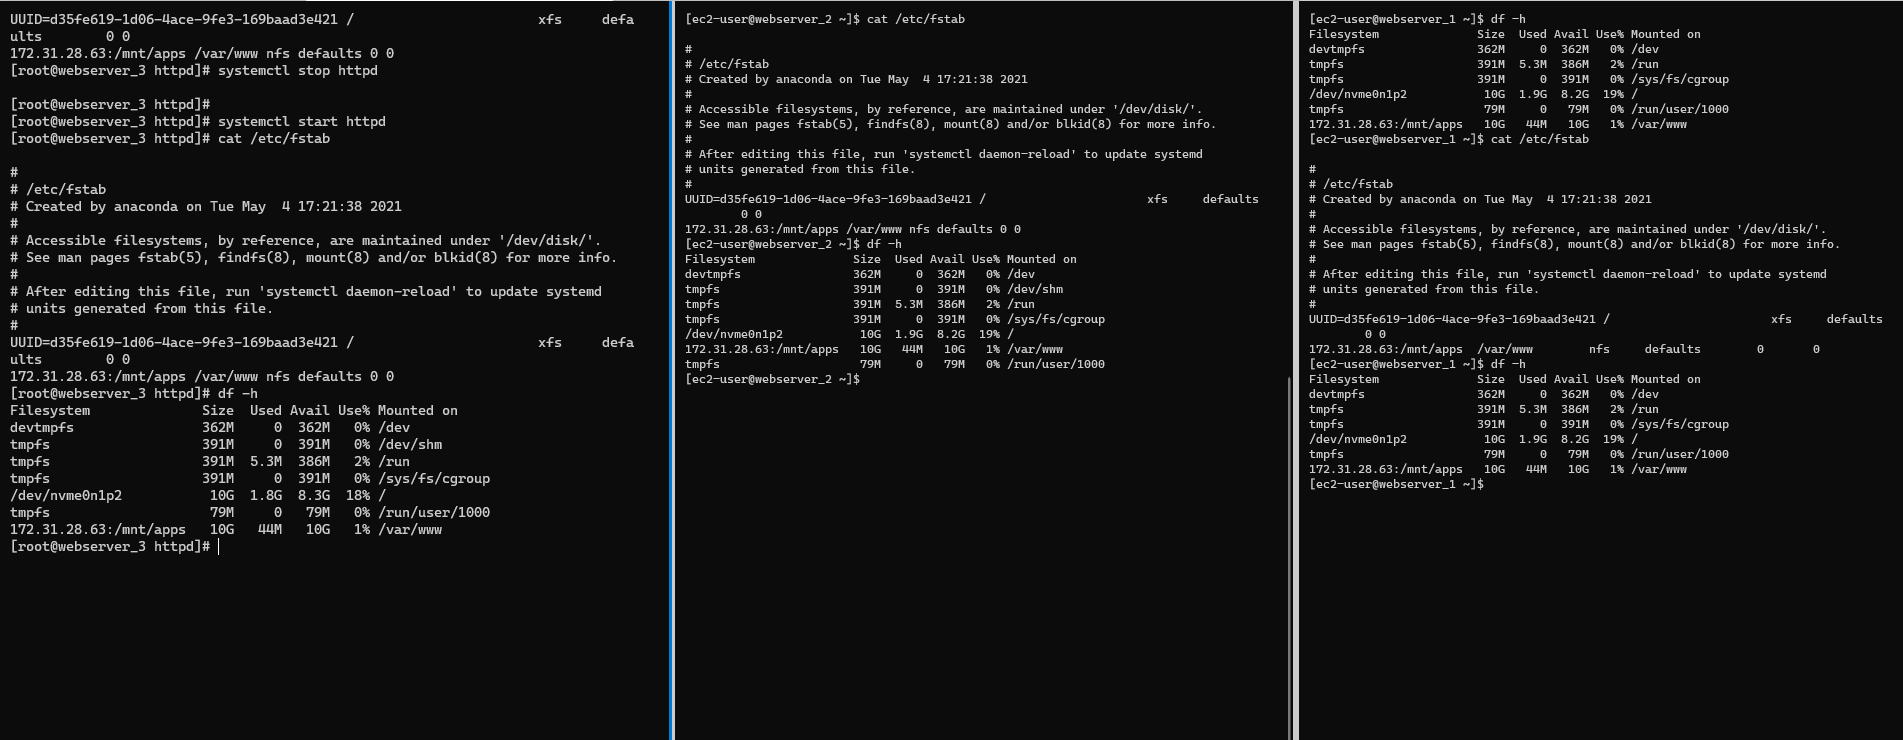 UUID=d35fe619-1d06-4ace-9fe3-169baad3e421 /                       xfs     defa
ults        0 0
172.31.28.63:/mnt/apps /var/www nfs defaults 0 0
[root@webserver_3 httpd]# systemctl stop httpd
[root@webserver_3 httpd]#
[root@webserver_3 httpd]# systemctl start httpd
[root@webserver_3 httpd]# cat /etc/fstab
#
# /etc/fstab
# Created by anaconda on Tue May  4 17:21:38 2021
#
# Accessible filesystems, by reference, are maintained under '/dev/disk/'.
# See man pages fstab(5), findfs(8), mount(8) and/or blkid(8) for more info.
#
# After editing this file, run 'systemctl daemon-reload' to update systemd
# units generated from this file.
#
UUID=d35fe619-1d06-4ace-9fe3-169baad3e421 /                       xfs     defa
ults        0 0
172.31.28.63:/mnt/apps /var/www nfs defaults 0 0
[root@webserver_3 httpd]# df -h
Filesystem              Size  Used Avail Use% Mounted on
devtmpfs                362M     0  362M   0% /dev
tmpfs                   391M     0  391M   0% /dev/shm
tmpfs                   391M  5.3M  386M   2% /run
tmpfs                   391M     0  391M   0% /sys/fs/cgroup
/dev/nvme0n1p2           10G  1.8G  8.3G  18% /
tmpfs                    79M     0   79M   0% /run/user/1000
172.31.28.63:/mnt/apps   10G   44M   10G   1% /var/www
[root@webserver_3 httpd]#
[ec2-user@webserver_2 ~]$ cat /etc/fstab
#
# /etc/fstab
# Created by anaconda on Tue May  4 17:21:38 2021
#
# Accessible filesystems, by reference, are maintained under '/dev/disk/'.
# See man pages fstab(5), findfs(8), mount(8) and/or blkid(8) for more info.
#
# After editing this file, run 'systemctl daemon-reload' to update systemd
# units generated from this file.
#
UUID=d35fe619-1d06-4ace-9fe3-169baad3e421 /                       xfs     defaults
        0 0
172.31.28.63:/mnt/apps /var/www nfs defaults 0 0
[ec2-user@webserver_2 ~]$ df -h
Filesystem              Size  Used Avail Use% Mounted on
devtmpfs                362M     0  362M   0% /dev
tmpfs                   391M     0  391M   0% /dev/shm
tmpfs                   391M  5.3M  386M   2% /run
tmpfs                   391M     0  391M   0% /sys/fs/cgroup
/dev/nvme0n1p2           10G  1.9G  8.2G  19% /
172.31.28.63:/mnt/apps   10G   44M   10G   1% /var/www
tmpfs                    79M     0   79M   0% /run/user/1000
[ec2-user@webserver_2 ~]$
[ec2-user@webserver_1 ~]$ df -h
Filesystem              Size  Used Avail Use% Mounted on
devtmpfs                362M     0  362M   0% /dev
tmpfs                   391M  5.3M  386M   2% /run
tmpfs                   391M     0  391M   0% /sys/fs/cgroup
/dev/nvme0n1p2           10G  1.9G  8.2G  19% /
tmpfs                    79M     0   79M   0% /run/user/1000
172.31.28.63:/mnt/apps   10G   44M   10G   1% /var/www
[ec2-user@webserver_1 ~]$ cat /etc/fstab
#
# /etc/fstab
# Created by anaconda on Tue May  4 17:21:38 2021
#
# Accessible filesystems, by reference, are maintained under '/dev/disk/'.
# See man pages fstab(5), findfs(8), mount(8) and/or blkid(8) for more info.
#
# After editing this file, run 'systemctl daemon-reload' to update systemd
# units generated from this file.
#
UUID=d35fe619-1d06-4ace-9fe3-169baad3e421 /                       xfs     defaults
        0 0
172.31.28.63:/mnt/apps  /var/www        nfs     defaults        0       0
[ec2-user@webserver_1 ~]$ df -h
Filesystem              Size  Used Avail Use% Mounted on
devtmpfs                362M     0  362M   0% /dev
tmpfs                   391M  5.3M  386M   2% /run
tmpfs                   391M     0  391M   0% /sys/fs/cgroup
/dev/nvme0n1p2           10G  1.9G  8.2G  19% /
tmpfs                    79M     0   79M   0% /run/user/1000
172.31.28.63:/mnt/apps   10G   44M   10G   1% /var/www
[ec2-user@webserver_1 ~]$